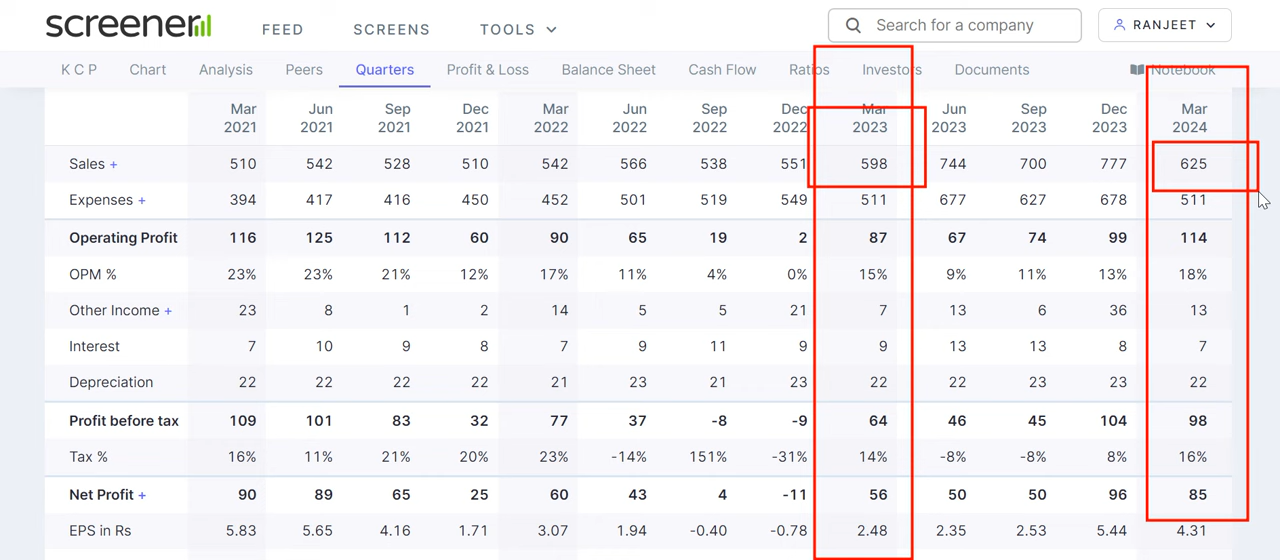 screener
FEED SCREENS TOOLS
Search for a company
RANJEET
K C P Chart Analysis Peers Quarters Profit & Loss Balance Sheet Cash Flow Ratios Investors Documents Notebook
Mar 2021 Jun 2021 Sep 2021 Dec 2021 Mar 2022 Jun 2022 Sep 2022 Dec 2022 Mar 2023 Jun 2023 Sep 2023 Dec 2023 Mar 2024
Sales + 510 542 528 510 542 566 538 551 598 744 700 777 625
Expenses + 394 417 416 450 452 501 519 549 511 677 627 678 511
Operating Profit 116 125 112 60 90 65 19 2 87 67 74 99 114
OPM % 23% 23% 21% 12% 17% 11% 4% 0% 15% 9% 11% 13% 18%
Other Income + 23 8 1 2 14 5 5 21 7 13 6 36 13
Interest 7 10 9 8 7 9 11 9 9 13 13 8 7
Depreciation 22 22 22 22 21 23 21 23 22 22 23 23 22
Profit before tax 109 101 83 32 77 37 -8 -9 64 46 45 104 98
Tax % 16% 11% 21% 20% 23% -14% 151% -31% 14% -8% -8% 8% 16%
Net Profit + 90 89 65 25 60 43 4 -11 56 50 50 96 85
EPS in Rs 5.83 5.65 4.16 1.71 3.07 1.94 -0.40 -0.78 2.48 2.35 2.53 5.44 4.31